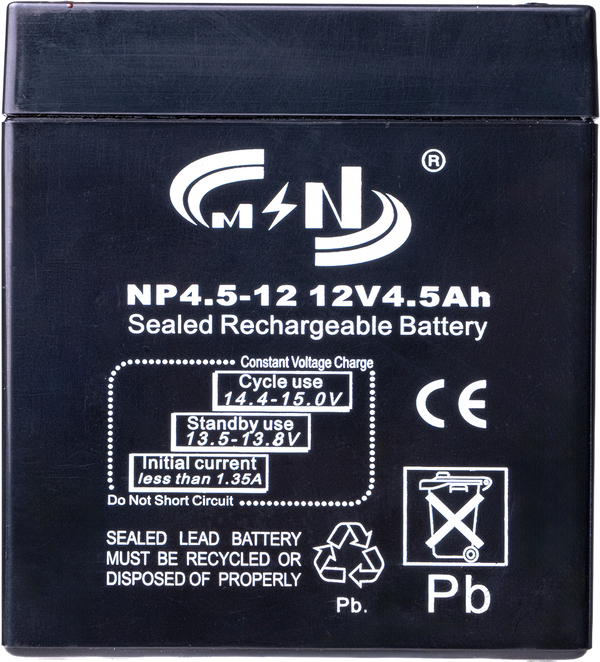 M N ®
NP4.5-12 12V4.5Ah
Sealed Rechargeable Battery
Constant Voltage Charge
Cycle use
14.4-15.0V
Standby use
13.5-13.8V
Initial current
less than 1.35A
Do Not Short Circuit
CE
SEALED LEAD BATTERY
MUST BE RECYCLED OR
DISPOSED OF PROPERLY
Pb.
Pb